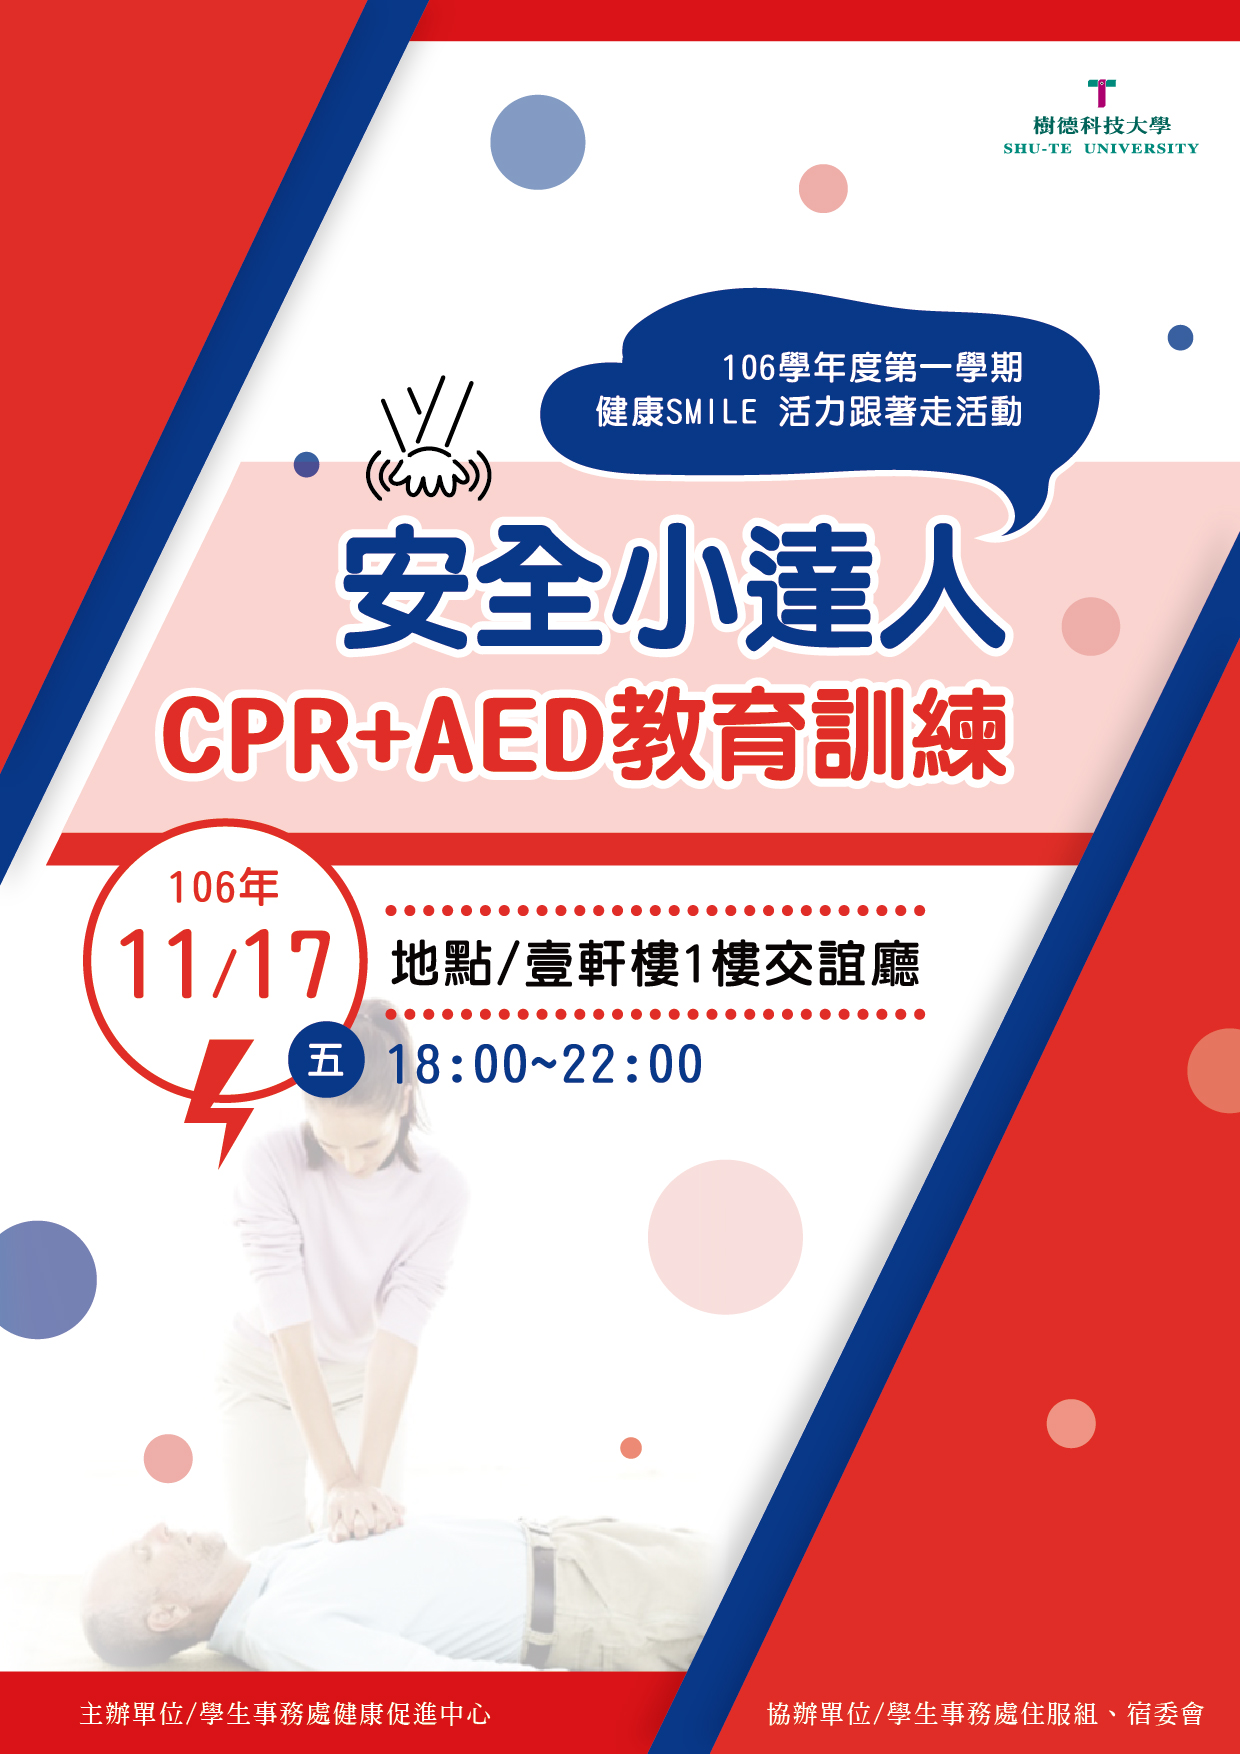 樹德科技大學
SHU-TE UNIVERSITY
106學年度第一學期
健康SMILE 活力跟著走活動
安全小達人
CPR+AED教育訓練
106年
11/17
五
地點/壹軒樓1樓交誼廳
18:00~22:00
主辦單位/學生事務處健康促進中心
協辦單位/學生事務處住服組、宿委會